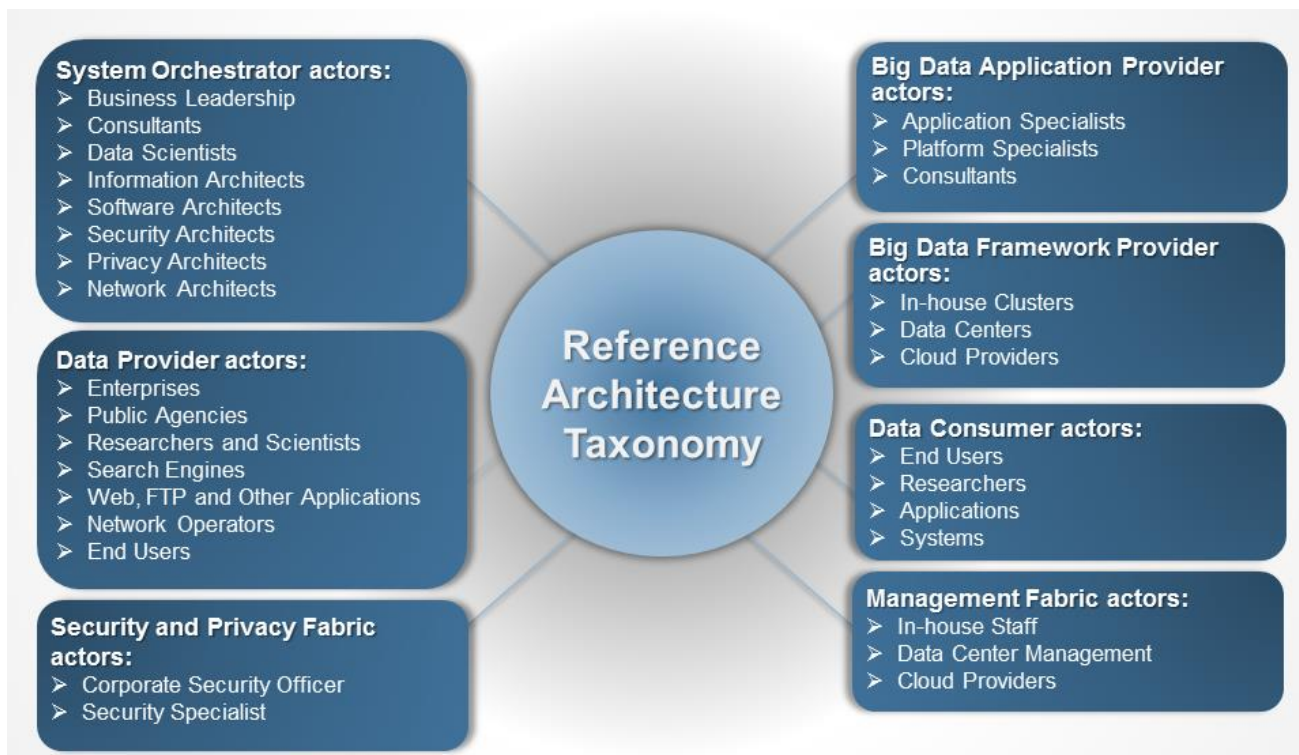 System Orchestrator actors:
➢ Business Leadership
➢ Consultants
➢ Data Scientists
➢ Information Architects
➢ Software Architects
➢ Security Architects
➢ Privacy Architects
➢ Network Architects
Data Provider actors:
➢ Enterprises
➢ Public Agencies
➢ Researchers and Scientists
➢ Search Engines
➢ Web, FTP and Other Applications
➢ Network Operators
➢ End Users
Security and Privacy Fabric
actors:
➢ Corporate Security Officer
➢ Security Specialist
Reference
Architecture
Taxonomy
Big Data Application Provider
actors:
➢ Application Specialists
➢ Platform Specialists
➢ Consultants
Big Data Framework Provider
actors:
➢ In-house Clusters
➢ Data Centers
➢ Cloud Providers
Data Consumer actors:
➢ End Users
➢ Researchers
➢ Applications
➢ Systems
Management Fabric actors:
➢ In-house Staff
➢ Data Center Management
➢ Cloud Providers